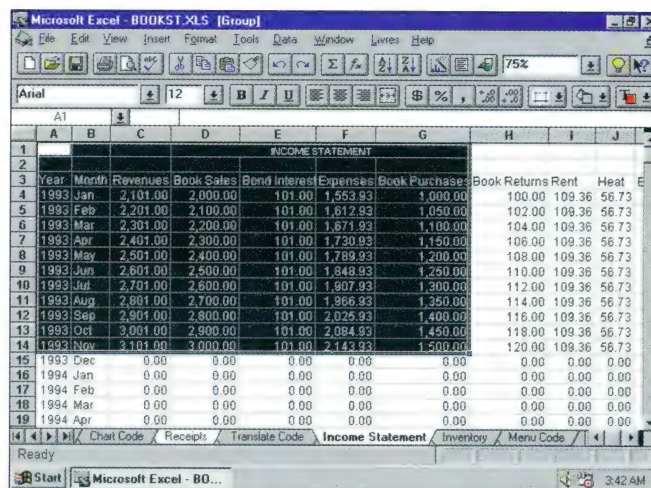 Microsoft Excel - BOOKST.XLS [Group]
File Edit View Insert Format Tools Data Window Livres Help
75%
Arial 12 B I U $ % ,
A1
A B C D E F G H I J
1 INCOME STATEMENT
2
3 Year Month Revenues Book Sales Bond Interest Expenses Book Purchases Book Returns Rent Heat E
4 1993 Jan 2,101.00 2,000.00 101.00 1,553.93 1,000.00 100.00 109.36 56.73
5 1993 Feb 2,201.00 2,100.00 101.00 1,612.93 1,050.00 102.00 109.36 56.73
6 1993 Mar 2,301.00 2,200.00 101.00 1,671.93 1,100.00 104.00 109.36 56.73
7 1993 Apr 2,401.00 2,300.00 101.00 1,730.93 1,150.00 106.00 109.36 56.73
8 1993 May 2,501.00 2,400.00 101.00 1,789.93 1,200.00 108.00 109.36 56.73
9 1993 Jun 2,601.00 2,500.00 101.00 1,848.93 1,250.00 110.00 109.36 56.73
10 1993 Jul 2,701.00 2,600.00 101.00 1,907.93 1,300.00 112.00 109.36 56.73
11 1993 Aug 2,801.00 2,700.00 101.00 1,966.93 1,350.00 114.00 109.36 56.73
12 1993 Sep 2,901.00 2,800.00 101.00 2,025.93 1,400.00 116.00 109.36 56.73
13 1993 Oct 3,001.00 2,900.00 101.00 2,084.93 1,450.00 118.00 109.36 56.73
14 1993 Nov 3,101.00 3,000.00 101.00 2,143.93 1,500.00 120.00 109.36 56.73
15 1993 Dec 0.00 0.00 0.00 0.00 0.00 0.00 0.00 0.00
16 1994 Jan 0.00 0.00 0.00 0.00 0.00 0.00 0.00 0.00
17 1994 Feb 0.00 0.00 0.00 0.00 0.00 0.00 0.00 0.00
18 1994 Mar 0.00 0.00 0.00 0.00 0.00 0.00 0.00 0.00
19 1994 Apr 0.00 0.00 0.00 0.00 0.00 0.00 0.00 0.00
Chart Code Receipts Translate Code Income Statement Inventory Menu Code
Ready
Start Microsoft Excel - BO... 3:42 AM